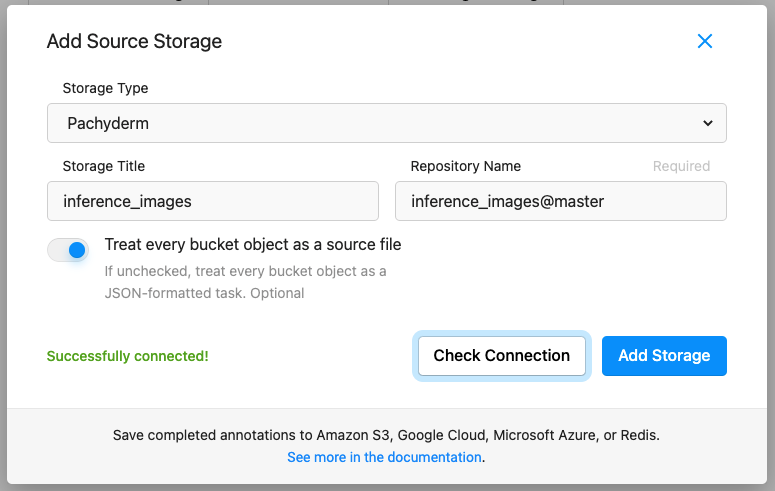 Add Source Storage
Storage Type
Pachyderm
Storage Title
Repository Name
Required
inference_images
inference_images@master
Treat every bucket object as a source file
If unchecked, treat every bucket object as a
JSON-formatted task. Optional
Successfully connected!
Check Connection
Add Storage
Save completed annotations to Amazon S3, Google Cloud, Microsoft Azure, or Redis.
See more in the documentation.